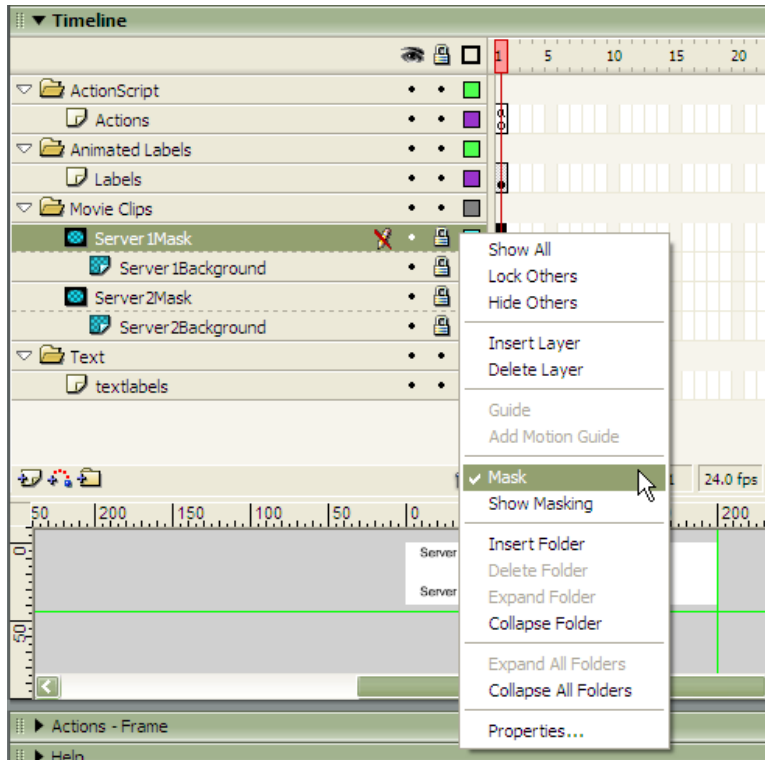 Timeline
1 5 10 15 20
ActionScript
Actions
Animated Labels
Labels
Movie Clips
Server1Mask
Server1Background
Server2Mask
Server2Background
Text
textlabels
Show All
Lock Others
Hide Others
Insert Layer
Delete Layer
Guide
Add Motion Guide
Mask
Show Masking
Insert Folder
Delete Folder
Expand Folder
Collapse Folder
Expand All Folders
Collapse All Folders
Properties...
24.0 fps
50 200 150 100 50 0 200
0
50
Server
Server
Actions - Frame
Help